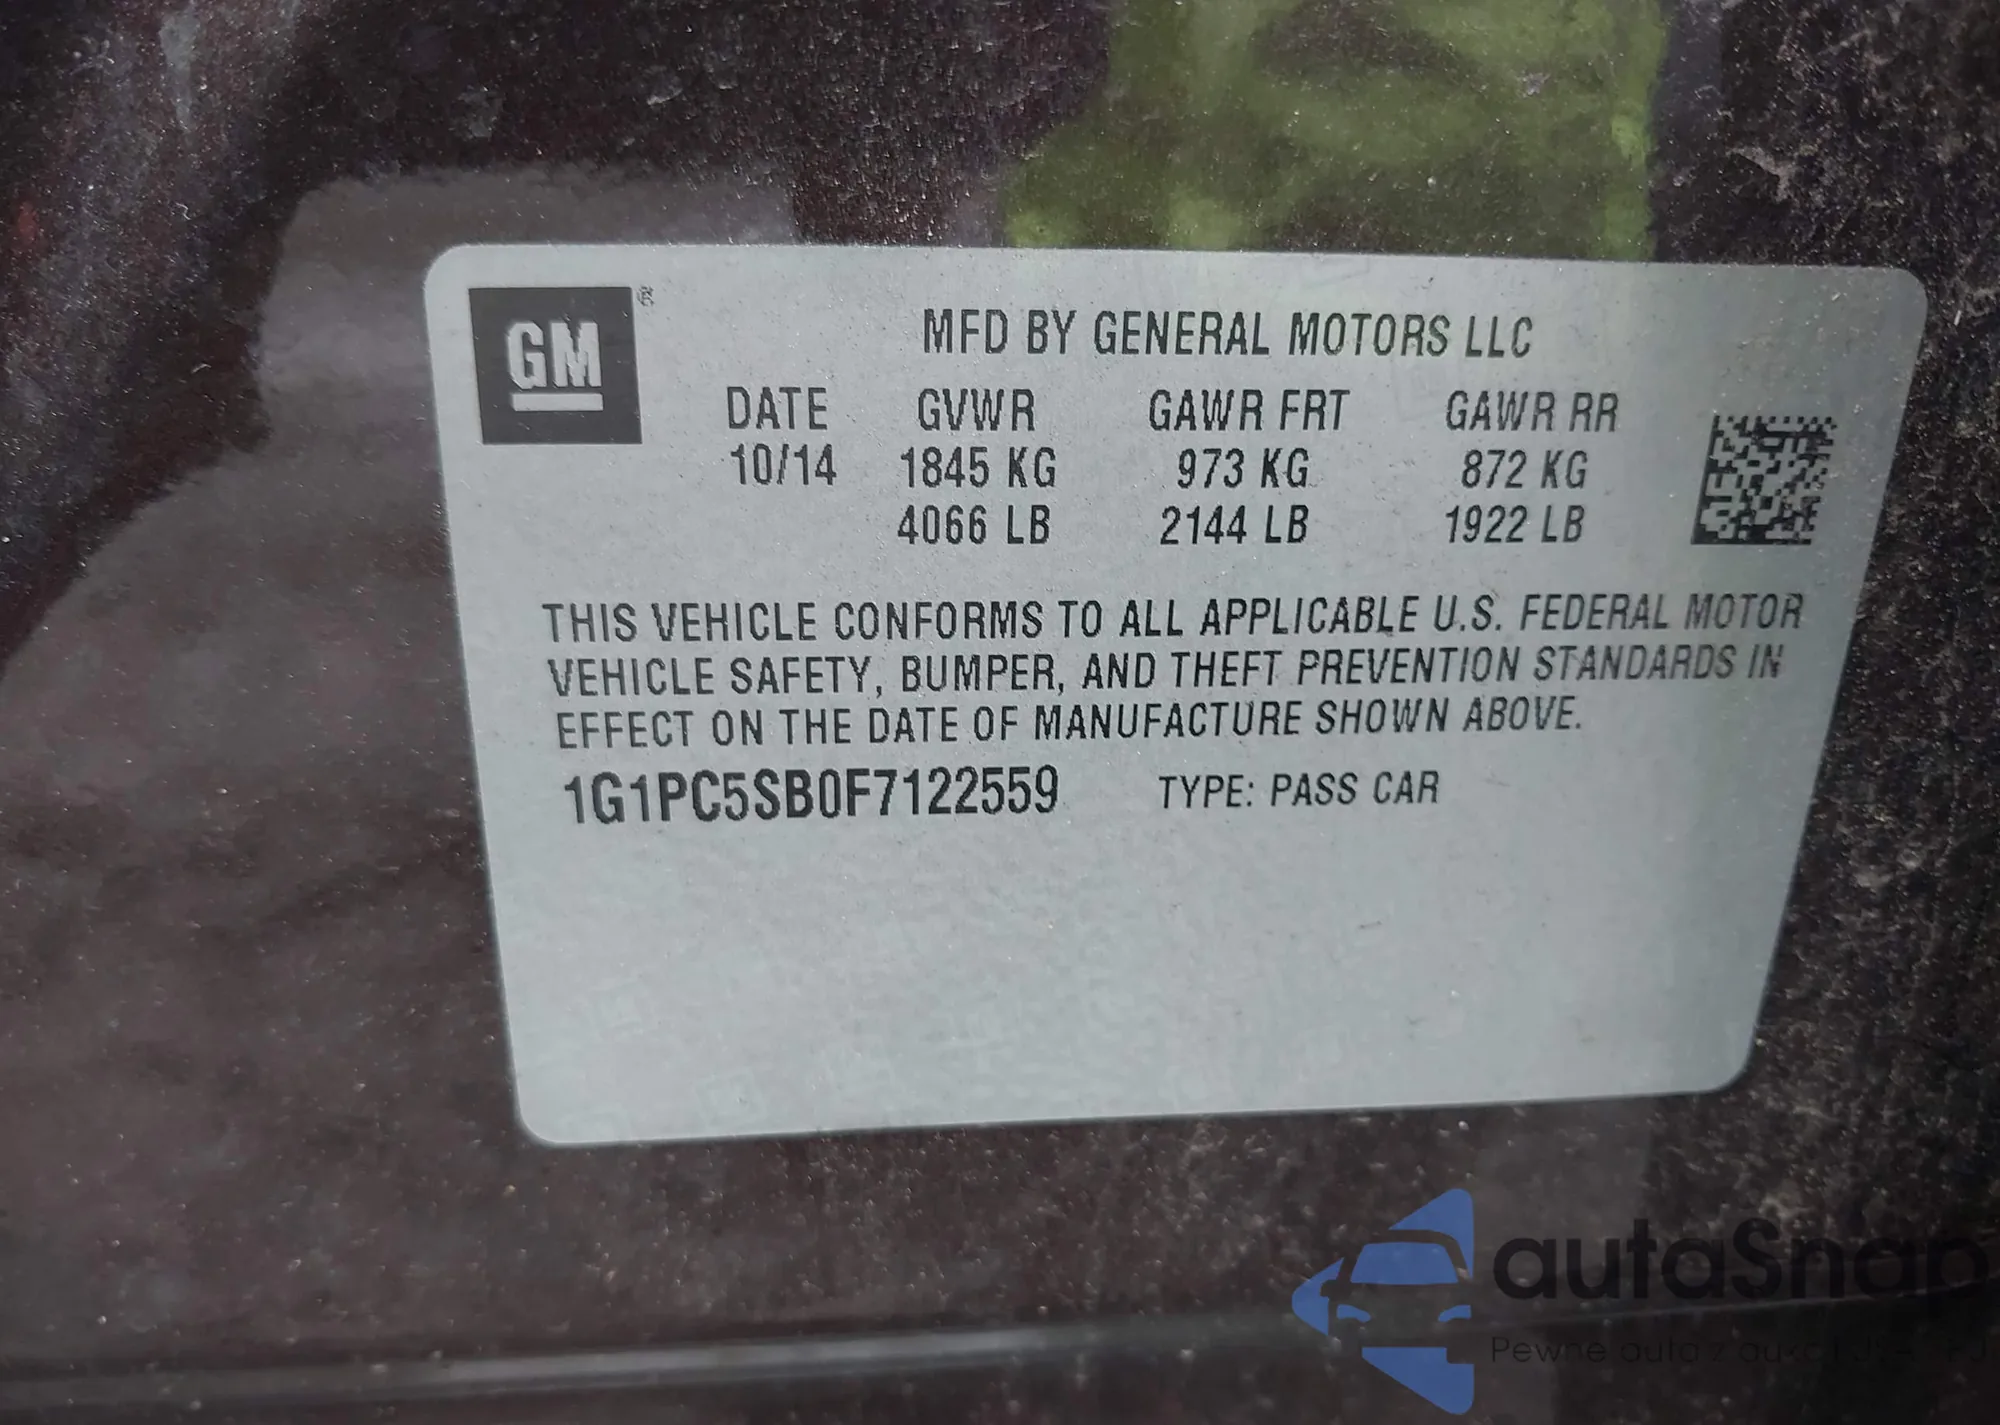 GM ®
MFD BY GENERAL MOTORS LLC
DATE GVWR GAWR FRT GAWR RR
10/14 1845 KG 973 KG 872 KG
4066 LB 2144 LB 1922 LB
THIS VEHICLE CONFORMS TO ALL APPLICABLE U.S. FEDERAL MOTOR
VEHICLE SAFETY, BUMPER, AND THEFT PREVENTION STANDARDS IN
EFFECT ON THE DATE OF MANUFACTURE SHOWN ABOVE.
1G1PC5SB0F7122559 TYPE: PASS CAR
autaSnap
Pewne auta z